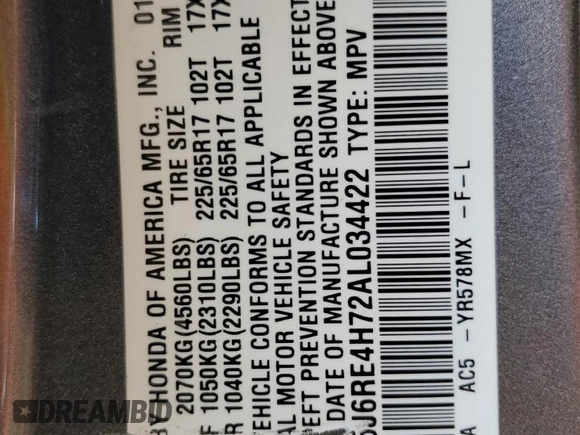 BY HONDA OF AMERICA MFG., INC. 01
TIRE SIZE RIM
2070KG(4560LBS)
F 1050KG(2310LBS) 225/65R17 102T 17X
R 1040KG(2290LBS) 225/65R17 102T 17X
VEHICLE CONFORMS TO ALL APPLICABLE
AL MOTOR VEHICLE SAFETY
HEFT PREVENTION STANDARDS IN EFFECT
DATE OF MANUFACTURE SHOWN ABOVE
J6RE4H72AL034422 TYPE: MPV
A AC5 - YR578MX - F - L
DREAMBID